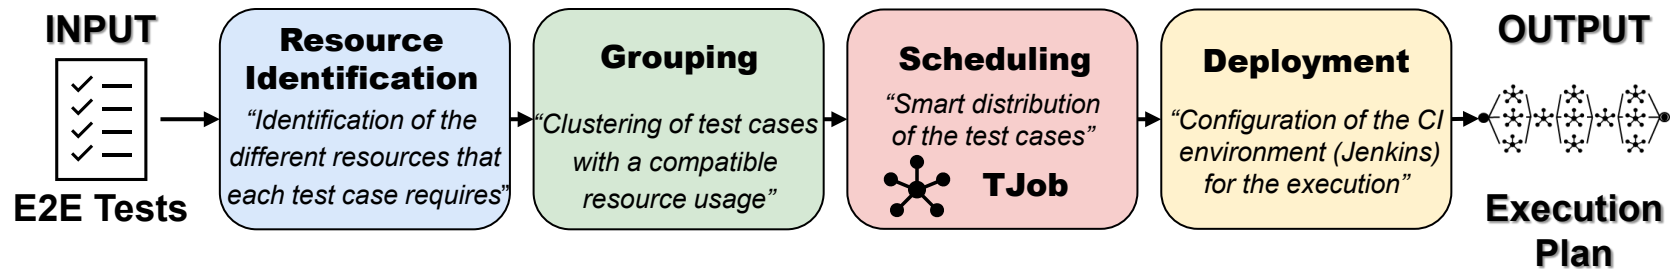 INPUT
E2E Tests
Resource
Identification
“Identification of the
different resources that
each test case requires”
Grouping
“Clustering of test cases
with a compatible
resource usage”
Scheduling
“Smart distribution
of the test cases”
TJob
Deployment
“Configuration of the CI
environment (Jenkins)
for the execution”
OUTPUT
Execution
Plan